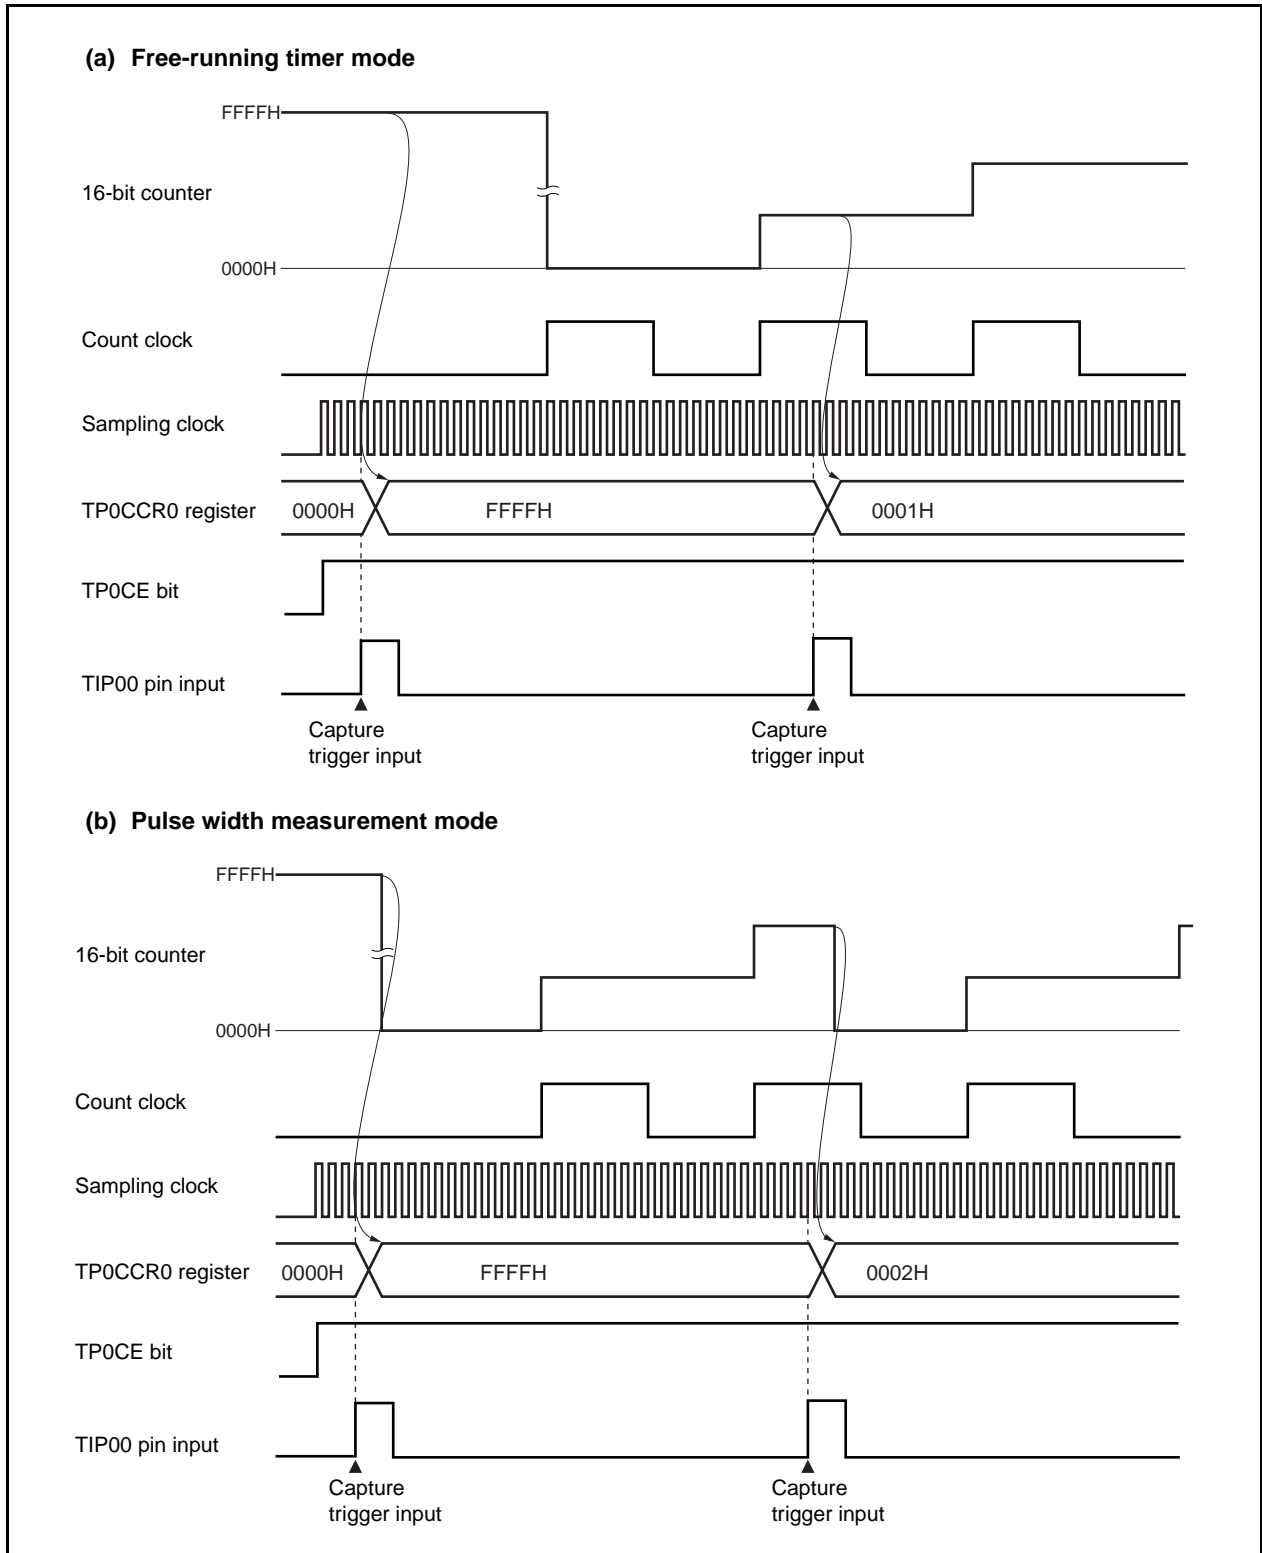 (a) Free-running timer mode
FFFFH
16-bit counter
0000H
Count clock
Sampling clock
TP0CCR0 register 0000H FFFFH 0001H
TP0CE bit
TIP00 pin input
Capture
trigger input
Capture
trigger input
(b) Pulse width measurement mode
FFFFH
16-bit counter
0000H
Count clock
Sampling clock
TP0CCR0 register 0000H FFFFH 0002H
TP0CE bit
TIP00 pin input
Capture
trigger input
Capture
trigger input